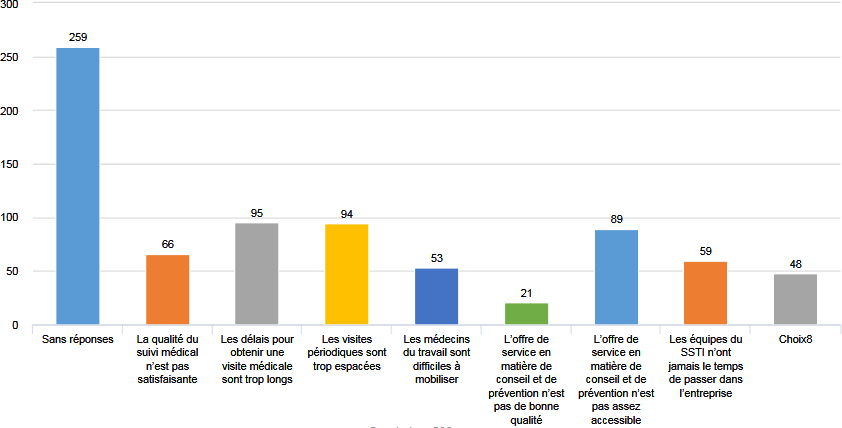 300
250
200
150
100
50
0
259
66
95
94
53
21
89
59
48
Sans réponses
La qualité du
suivi médical
n'est pas
satisfaisante
Les délais pour
obtenir une
visite médicale
sont trop longs
Les visites
périodiques sont
trop espacées
Les médecins
du travail sont
difficiles à
mobiliser
L'offre de
service en
matière de
conseil et de
prévention n'est
pas de bonne
qualité
L'offre de
service en
matière de
conseil et de
prévention n'est
pas assez
accessible
Les équipes du
SSTI n'ont
jamais le temps
de passer dans
l'entreprise
Choix8